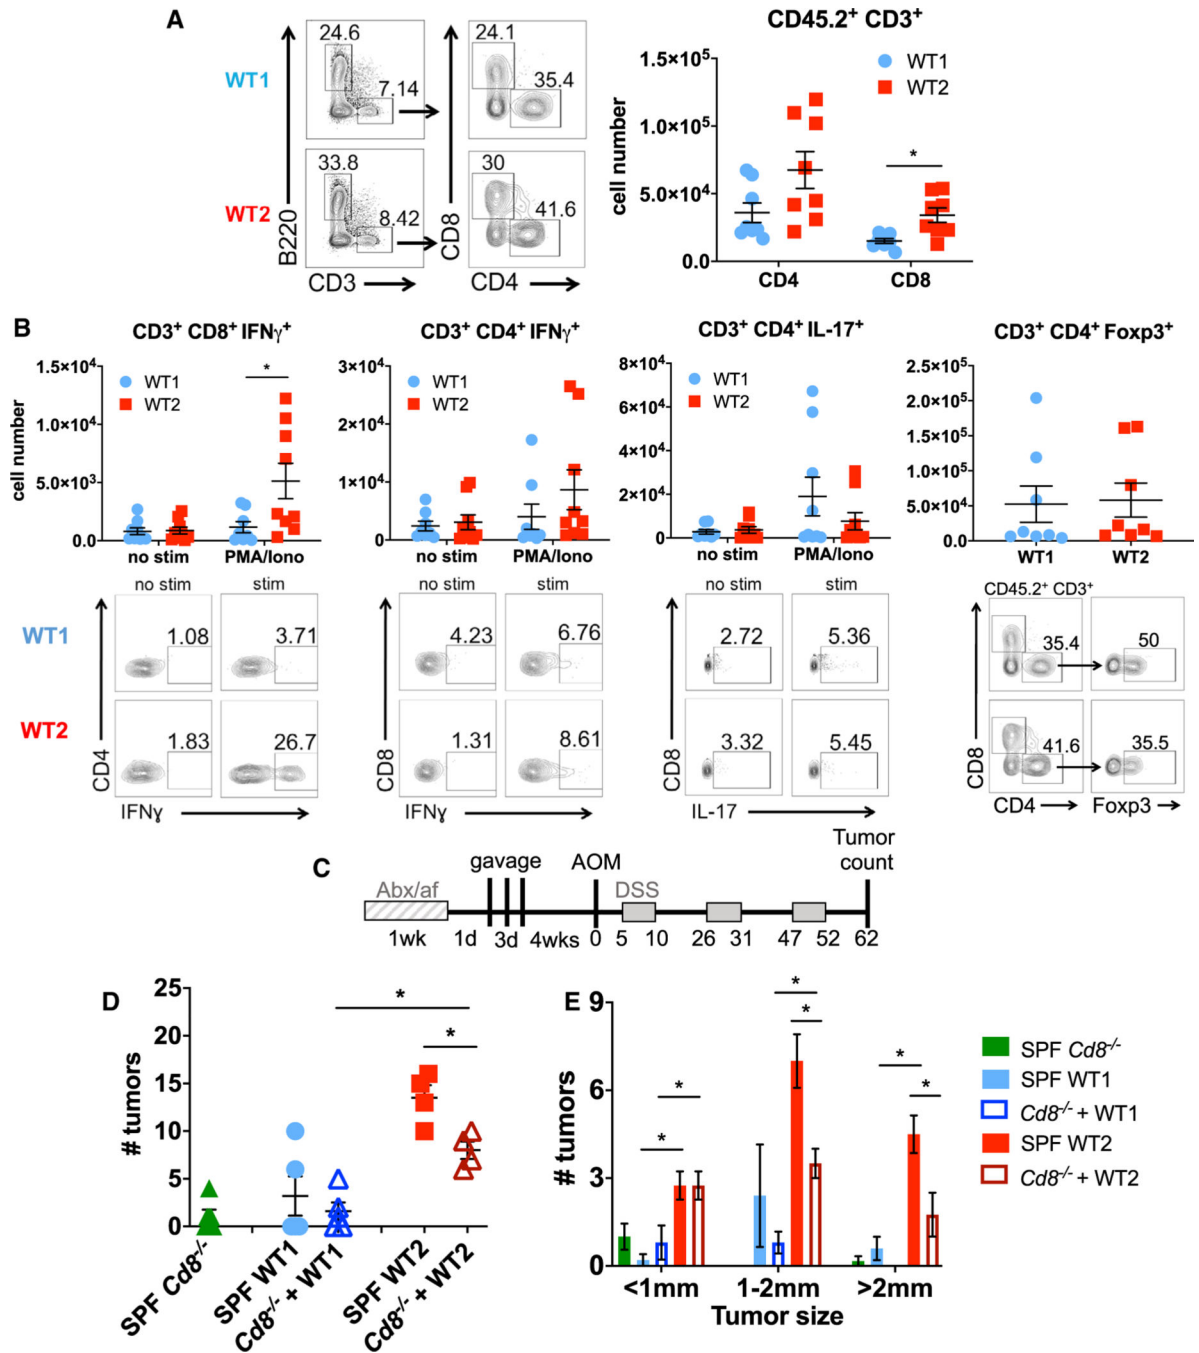 A
CD45.2⁺ CD3⁺
WT1
24.6
7.14
24.1
35.4
WT2
33.8
8.42
30
41.6
B220
CD8
CD3
CD4
cell number
1.5×10⁵
1.0×10⁵
5.0×10⁴
0.0
WT1
WT2
*
CD4 CD8
B
CD3⁺ CD8⁺ IFNγ⁺
cell number
1.5×10⁴
1.0×10⁴
5.0×10³
0.0
WT1
WT2
*
no stim PMA/Iono
CD3⁺ CD4⁺ IFNγ⁺
3×10⁴
2×10⁴
1×10⁴
0
WT1
WT2
no stim PMA/Iono
CD3⁺ CD4⁺ IL-17⁺
8×10⁴
6×10⁴
4×10⁴
2×10⁴
0
WT1
WT2
no stim PMA/Iono
CD3⁺ CD4⁺ Foxp3⁺
2.5×10⁵
2.0×10⁵
1.5×10⁵
1.0×10⁵
5.0×10⁴
0.0
WT1 WT2
WT1
WT2
no stim stim
1.08 3.71
1.83 26.7
CD4
IFNγ
no stim stim
4.23 6.76
1.31 8.61
CD8
IFNγ
no stim stim
2.72 5.36
3.32 5.45
CD8
IL-17
CD45.2⁺ CD3⁺
35.4 50
41.6 35.5
CD8
CD4 Foxp3
C
Abx/af
gavage
AOM
DSS
Tumor
count
1wk 1d 3d 4wks 0 5 10 26 31 47 52 62
D
# tumors
25
20
15
10
5
0
*
*
SPF Cd8⁻/⁻
SPF WT1
Cd8⁻/⁻ + WT1
SPF WT2
Cd8⁻/⁻ + WT2
E
# tumors
9
6
3
0
*
*
*
*
*
*
<1mm 1-2mm >2mm
Tumor size
SPF Cd8⁻/⁻
SPF WT1
Cd8⁻/⁻ + WT1
SPF WT2
Cd8⁻/⁻ + WT2